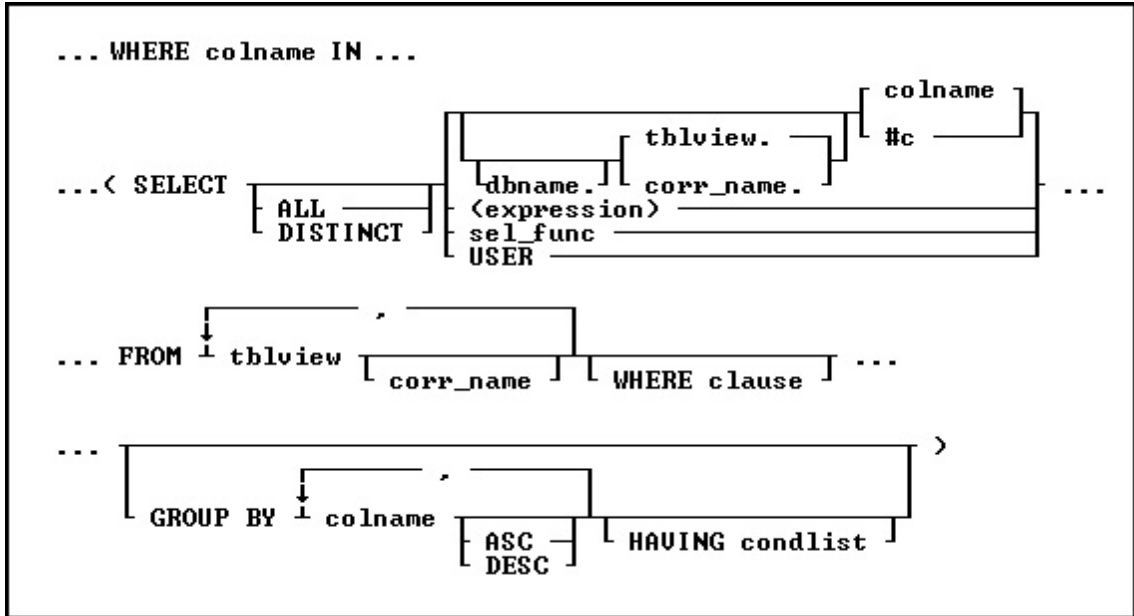 ... WHERE colname IN ...
colname
tblview. #c
...( SELECT dbname. corr_name. ...
ALL (expression)
DISTINCT sel_func
USER
,
... FROM tblview corr_name WHERE clause ...
... )
,
GROUP BY colname ASC HAVING condlist
DESC